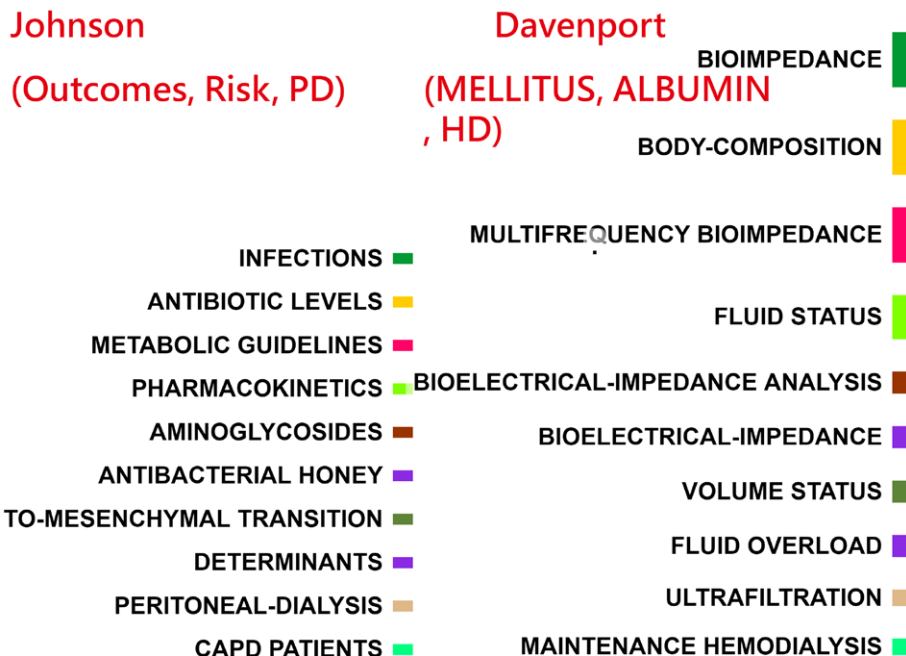 Johnson
(Outcomes, Risk, PD)
INFECTIONS
ANTIBIOTIC LEVELS
METABOLIC GUIDELINES
PHARMACOKINETICS
AMINOGLYCOSIDES
ANTIBACTERIAL HONEY
TO-MESENCHYMAL TRANSITION
DETERMINANTS
PERITONEAL-DIALYSIS
CAPD PATIENTS
Davenport
(MELLITUS, ALBUMIN
, HD)
BIOIMPEDANCE
BODY-COMPOSITION
MULTIFREQUENCY BIOIMPEDANCE
FLUID STATUS
BIOELECTRICAL-IMPEDANCE ANALYSIS
BIOELECTRICAL-IMPEDANCE
VOLUME STATUS
FLUID OVERLOAD
ULTRAFILTRATION
MAINTENANCE HEMODIALYSIS